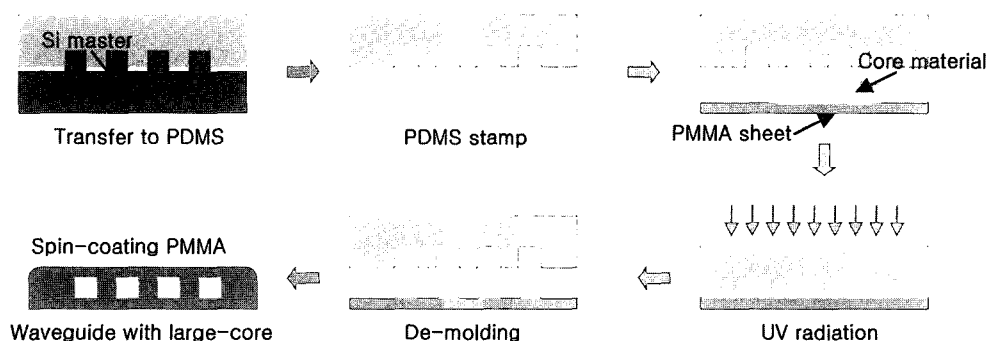 Si master
Transfer to PDMS
PDMS stamp
Core material
PMMA sheet
UV radiation
De-molding
Spin-coating PMMA
Waveguide with large-core